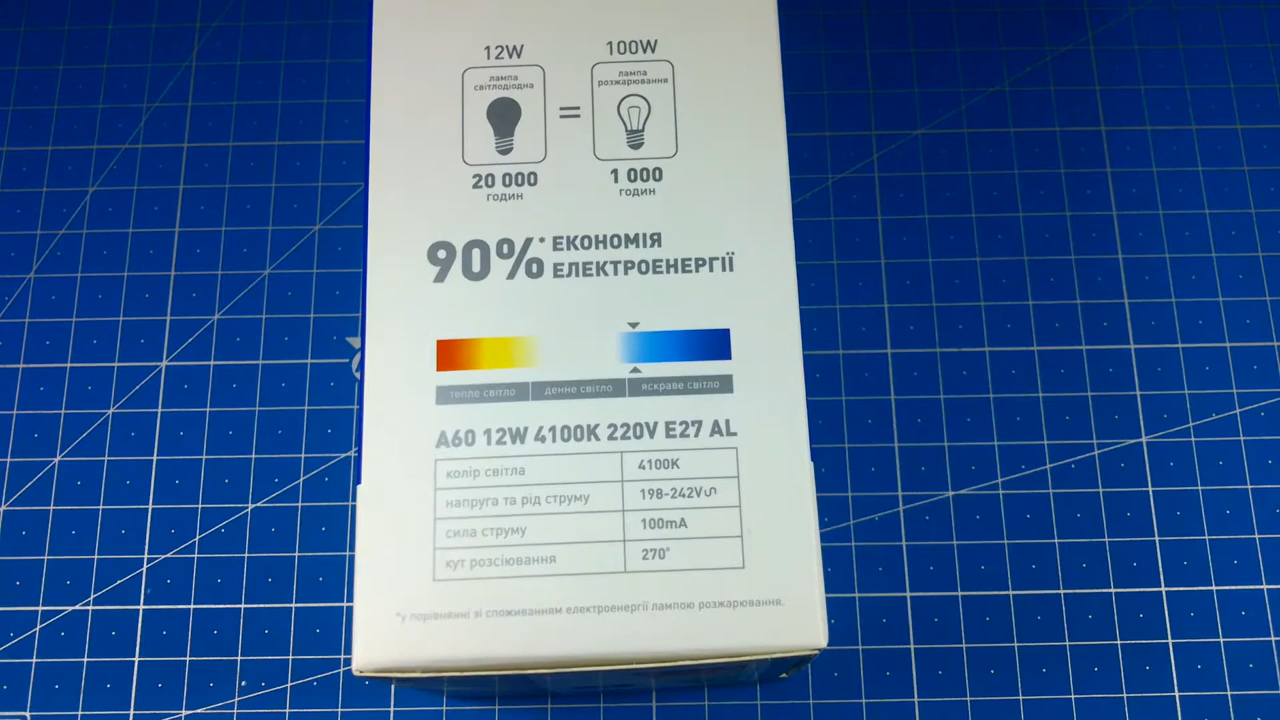 12W
100W
лампа
світлодіодна
=
лампа
розжарювання
20 000
годин
1 000
годин
90%* ЕКОНОМІЯ
ЕЛЕКТРОЕНЕРГІЇ
тепле світло
денне світло
яскраве світло
A60 12W 4100K 220V E27 AL
колір світла 4100K
напруга та рід струму 198-242V∿
сила струму 100mA
кут розсіювання 270°
*у порівнянні зі споживанням електроенергії лампою розжарювання.